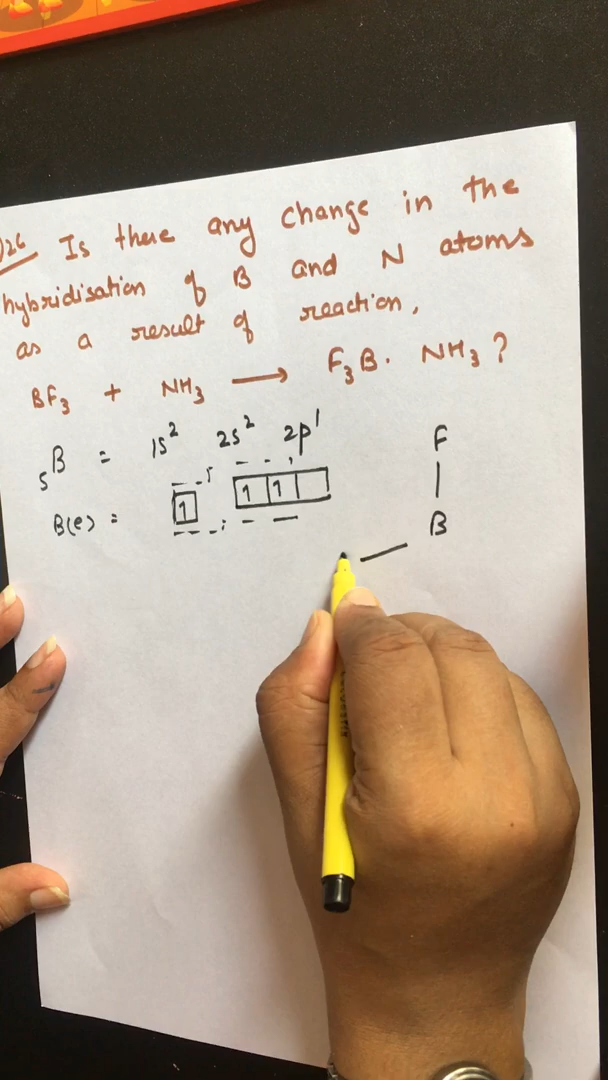 Q26 Is there any change in the
hybridisation of B and N atoms
as a result of reaction,
BF₃ + NH₃ ⟶ F₃B. NH₃ ?
₅B = 1s² 2s² 2p¹
B(e) = 1 1 1
F
B